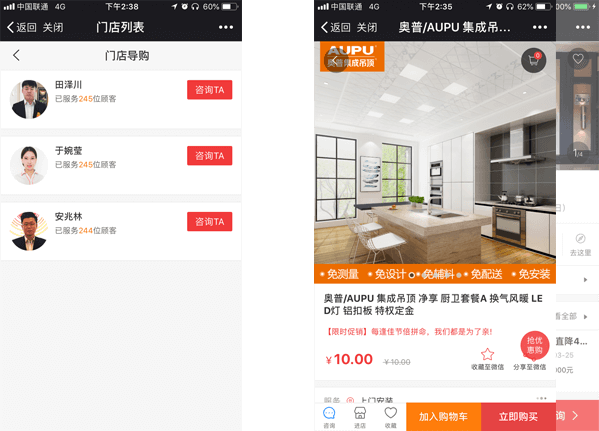 中国联通 4G 下午2:38 60%
返回 关闭 门店列表
门店导购
田泽川
已服务245位顾客
咨询TA
于婉莹
已服务245位顾客
咨询TA
安兆林
已服务244位顾客
咨询TA
中国联通 4G 下午2:35 62%
返回 关闭 奥普/AUPU 集成吊...
AUPU
奥普集成吊顶
0
免测量 免设计 免辅料 免配送 免安装
奥普/AUPU 集成吊顶 净享 厨卫套餐A 换气风暖 LE
D灯 铝扣板 特权定金
【限时促销】每逢佳节倍拼命，我们都是为了亲!
¥10.00 ¥10.00
收藏至微信
抢优
惠购
分享至微信
服务 上门安装
咨询
进店
收藏
加入购物车
立即购买
100%
1/4
去这里
看全部
直降4...
03-25
000元
询